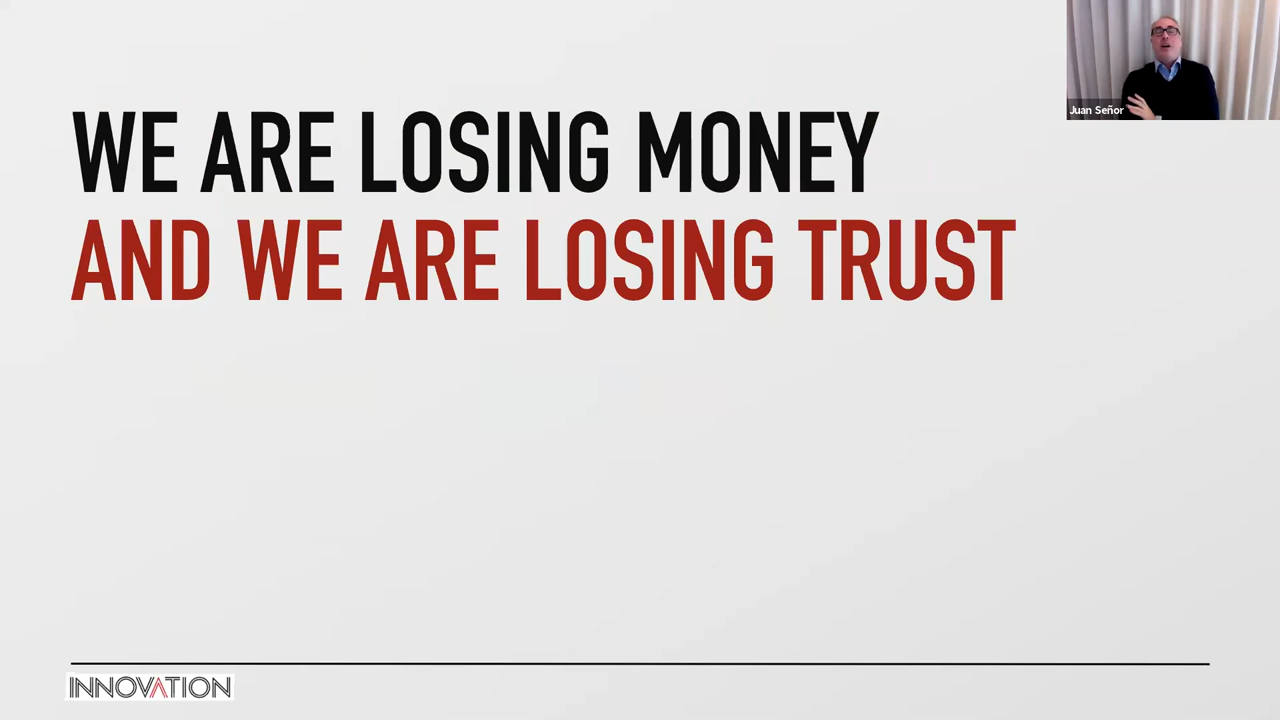 WE ARE LOSING MONEY
AND WE ARE LOSING TRUST
Juan Señor
INNOVATION